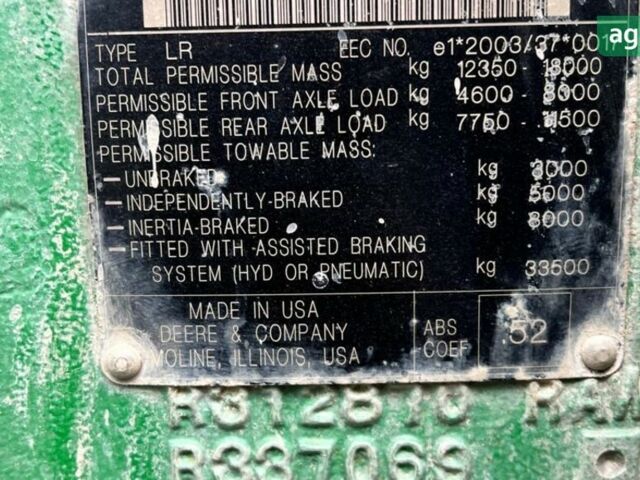 ag
TYPE LR EEC NO. e1*2003/37*001
TOTAL PERMISSIBLE MASS kg 12350 - 18000
PERMISSIBLE FRONT AXLE LOAD kg 4600 - 8000
PERMISSIBLE REAR AXLE LOAD kg 7750 - 11500
PERMISSIBLE TOWABLE MASS:
– UNBRAKED kg 3000
– INDEPENDENTLY-BRAKED kg 5000
– INERTIA-BRAKED kg 8000
– FITTED WITH ASSISTED BRAKING
SYSTEM (HYD OR PNEUMATIC) kg 33500
MADE IN USA
DEERE & COMPANY
MOLINE, ILLINOIS, USA
ABS
COEF
.52